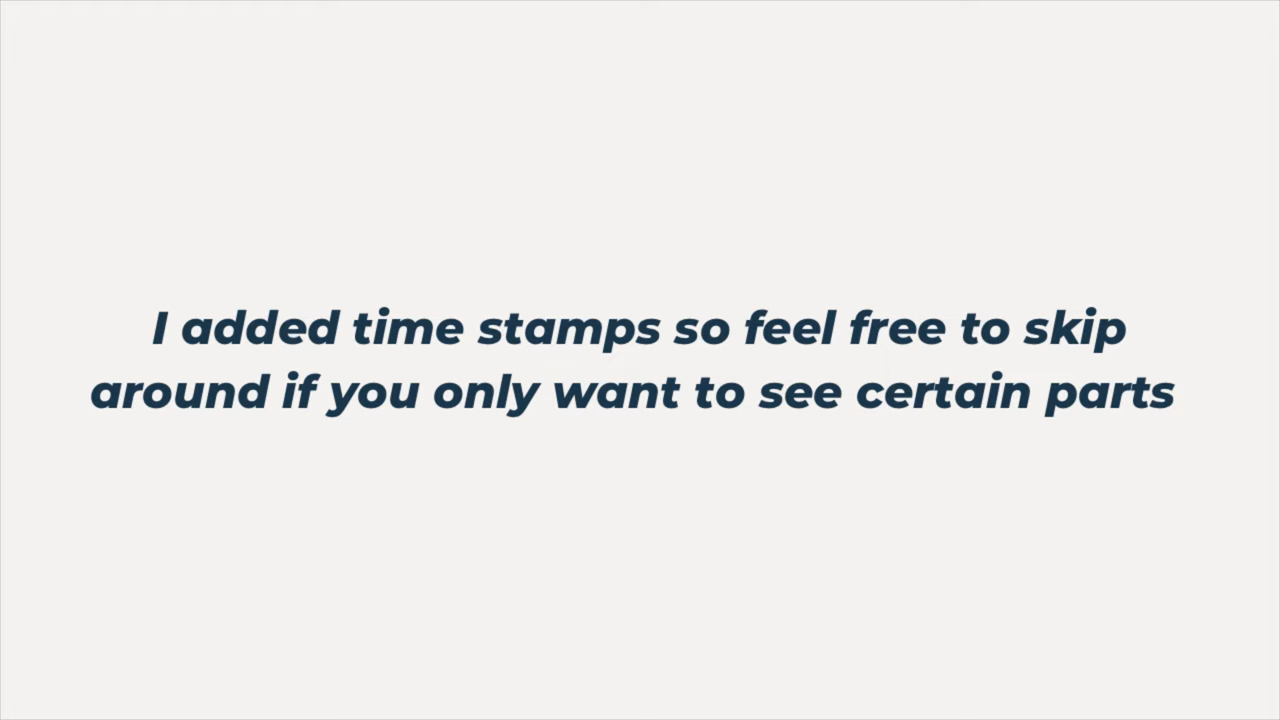 I added time stamps so feel free to skip
around if you only want to see certain parts